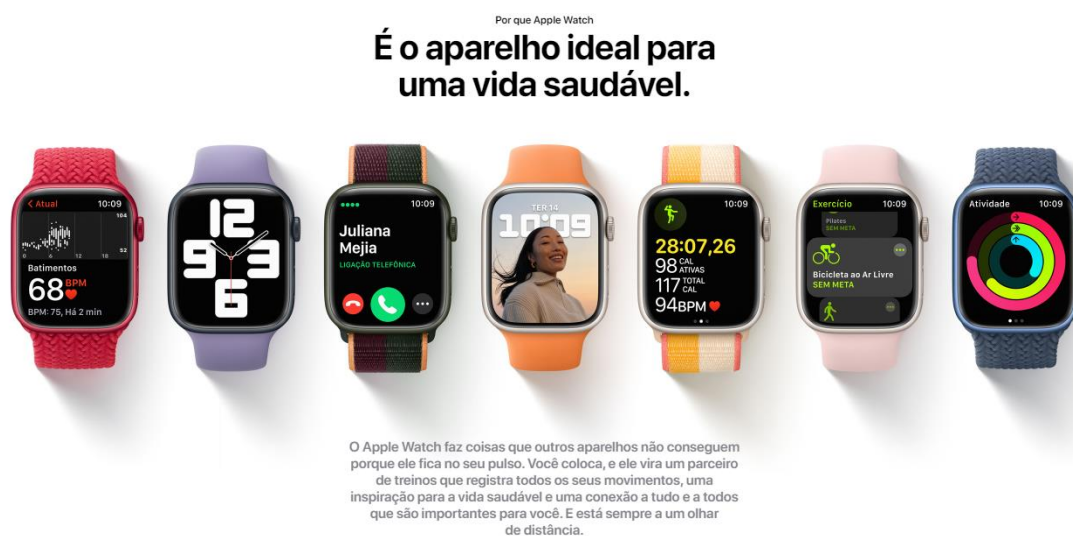 Por que Apple Watch
É o aparelho ideal para
uma vida saudável.
Atual 10:09
104
52
0 6 12 18
Batimentos
68 BPM
BPM: 75, Há 2 min
12
9 3
6
10:09
Juliana
Mejia
LIGAÇÃO TELEFÔNICA
TER 14
10:09
10:09
28:07,26
98 CAL ATIVAS
117 TOTAL CAL
94BPM
Exercício 10:09
Pilates
SEM META
Bicicleta ao Ar Livre
SEM META
Atividade 10:09
O Apple Watch faz coisas que outros aparelhos não conseguem
porque ele fica no seu pulso. Você coloca, e ele vira um parceiro
de treinos que registra todos os seus movimentos, uma
inspiração para a vida saudável e uma conexão a tudo e a todos
que são importantes para você. E está sempre a um olhar
de distância.